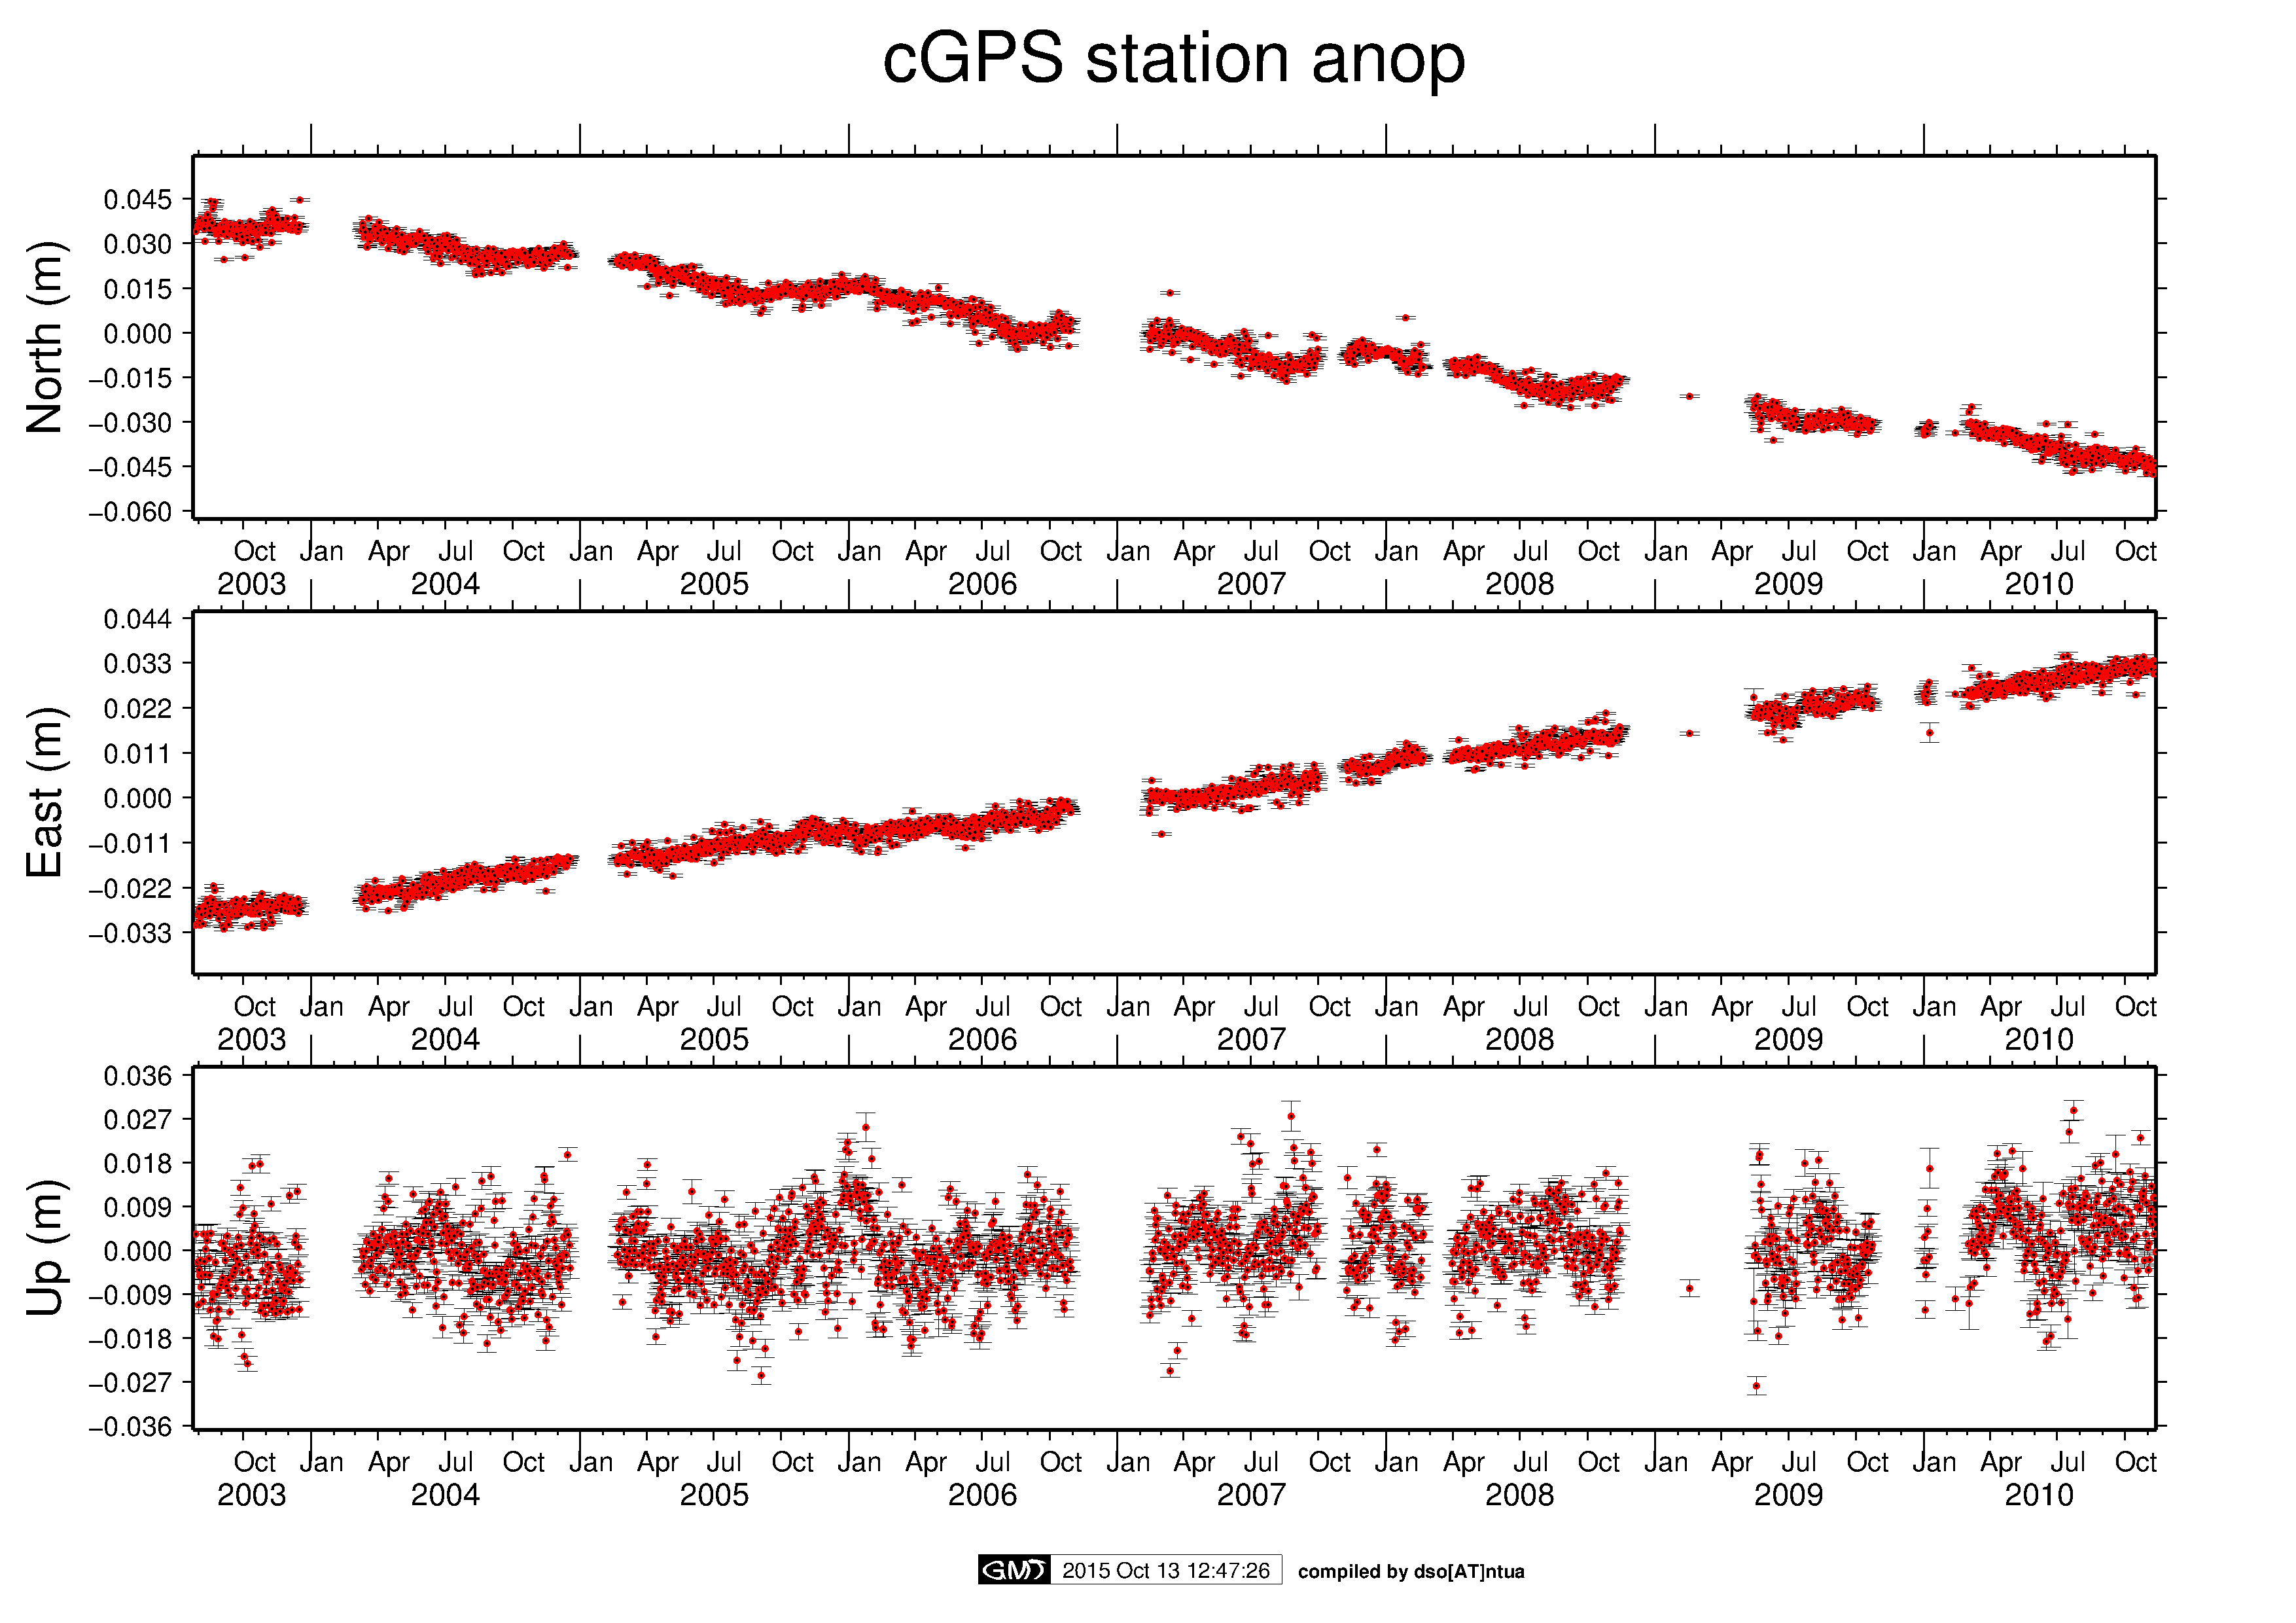 cGPS station anop
North (m)
0.045
0.030
0.015
0.000
−0.015
−0.030
−0.045
−0.060
Oct Jan Apr Jul Oct Jan Apr Jul Oct Jan Apr Jul Oct Jan Apr Jul Oct Jan Apr Jul Oct Jan Apr Jul Oct Jan Apr Jul Oct
2003 2004 2005 2006 2007 2008 2009 2010
East (m)
0.044
0.033
0.022
0.011
0.000
−0.011
−0.022
−0.033
Oct Jan Apr Jul Oct Jan Apr Jul Oct Jan Apr Jul Oct Jan Apr Jul Oct Jan Apr Jul Oct Jan Apr Jul Oct Jan Apr Jul Oct
2003 2004 2005 2006 2007 2008 2009 2010
Up (m)
0.036
0.027
0.018
0.009
0.000
−0.009
−0.018
−0.027
−0.036
Oct Jan Apr Jul Oct Jan Apr Jul Oct Jan Apr Jul Oct Jan Apr Jul Oct Jan Apr Jul Oct Jan Apr Jul Oct Jan Apr Jul Oct
2003 2004 2005 2006 2007 2008 2009 2010
GMT 2015 Oct 13 12:47:26 compiled by dso[AT]ntua